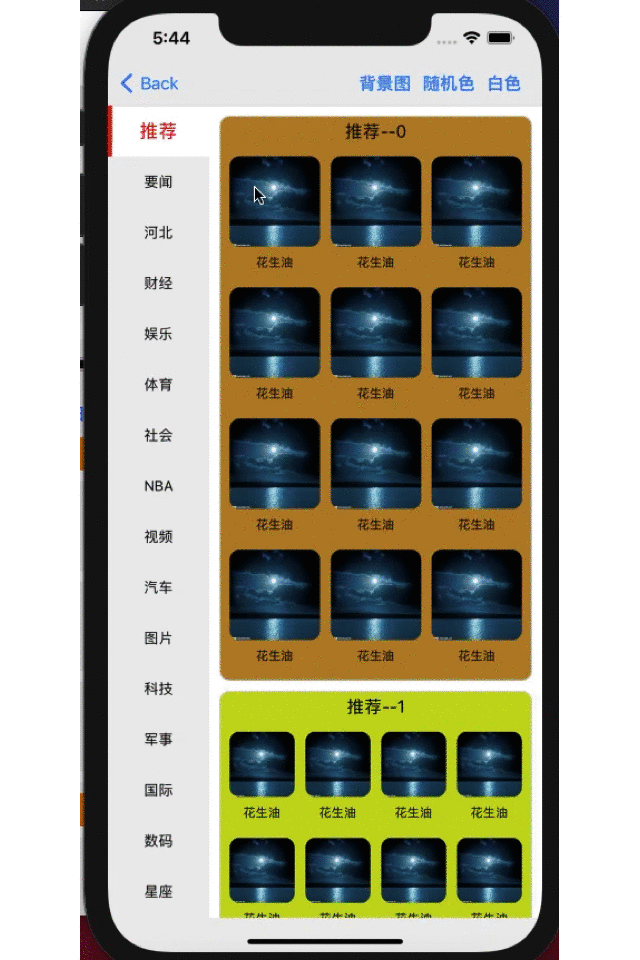 5:44
Back 背景图 随机色 白色
推荐
要闻
河北
财经
娱乐
体育
社会
NBA
视频
汽车
图片
科技
军事
国际
数码
星座
推荐--0
花生油 花生油 花生油
花生油 花生油 花生油
花生油 花生油 花生油
花生油 花生油 花生油
推荐--1
花生油 花生油 花生油 花生油